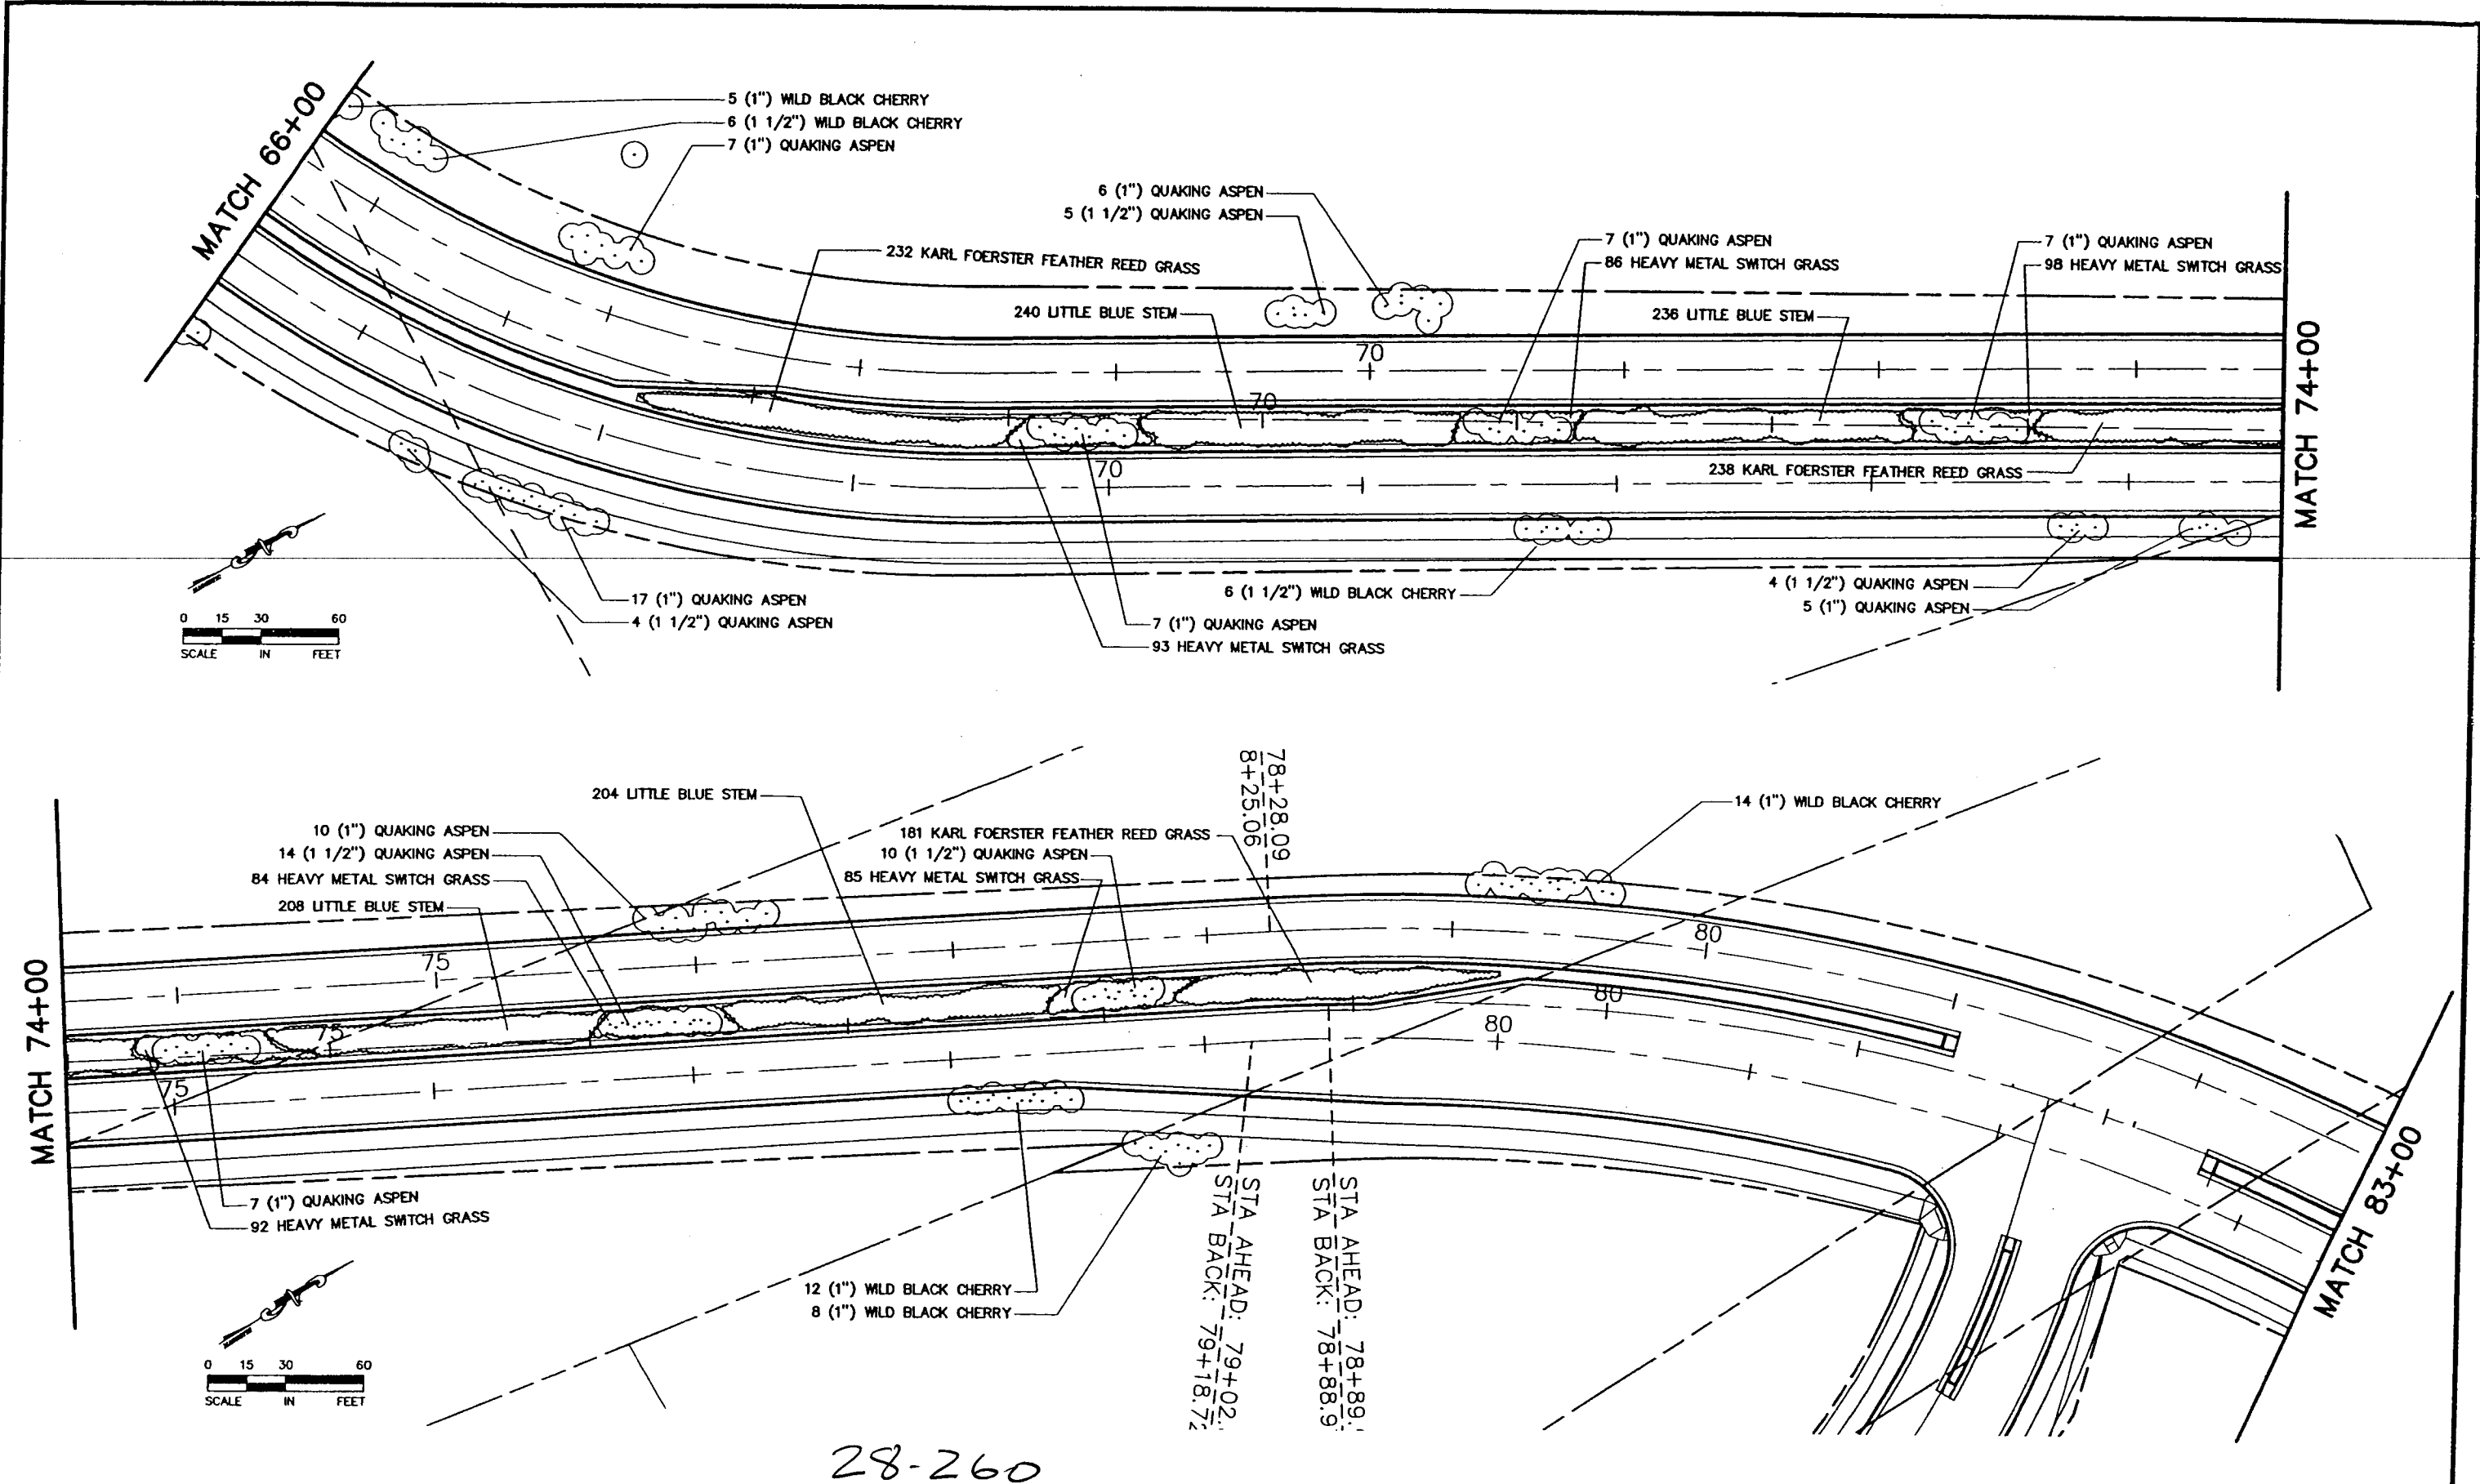 MATCH 66+00
5 (1") WILD BLACK CHERRY
6 (1 1/2") WILD BLACK CHERRY
7 (1") QUAKING ASPEN
6 (1") QUAKING ASPEN
5 (1 1/2") QUAKING ASPEN
232 KARL FOERSTER FEATHER REED GRASS
240 LITTLE BLUE STEM
7 (1") QUAKING ASPEN
86 HEAVY METAL SWITCH GRASS
236 LITTLE BLUE STEM
7 (1") QUAKING ASPEN
98 HEAVY METAL SWITCH GRASS
70
70
70
MATCH 74+00
238 KARL FOERSTER FEATHER REED GRASS
17 (1") QUAKING ASPEN
4 (1 1/2") QUAKING ASPEN
7 (1") QUAKING ASPEN
93 HEAVY METAL SWITCH GRASS
6 (1 1/2") WILD BLACK CHERRY
4 (1 1/2") QUAKING ASPEN
5 (1") QUAKING ASPEN
0 15 30 60
SCALE IN FEET
MATCH 74+00
204 LITTLE BLUE STEM
10 (1") QUAKING ASPEN
14 (1 1/2") QUAKING ASPEN
84 HEAVY METAL SWITCH GRASS
208 LITTLE BLUE STEM
181 KARL FOERSTER FEATHER REED GRASS
10 (1 1/2") QUAKING ASPEN
85 HEAVY METAL SWITCH GRASS
78+28.09
8+25.06
14 (1") WILD BLACK CHERRY
75
75
75
80
80
80
7 (1") QUAKING ASPEN
92 HEAVY METAL SWITCH GRASS
12 (1") WILD BLACK CHERRY
8 (1") WILD BLACK CHERRY
STA AHEAD: 79+02.
STA BACK: 79+18.72
STA AHEAD: 78+89.
STA BACK: 78+88.9
MATCH 83+00
0 15 30 60
SCALE IN FEET
28-260